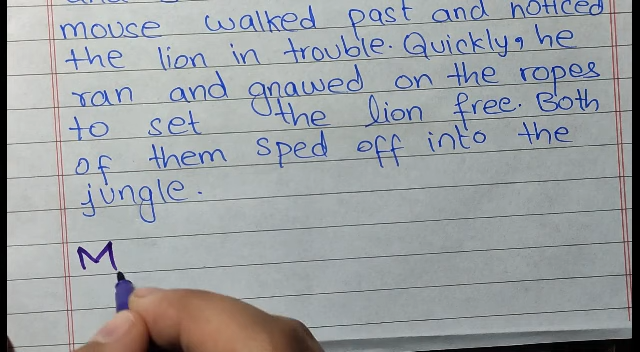 mouse walked past and noticed
the lion in trouble. Quickly, he
ran and gnawed on the ropes
to set the lion free. Both
of them sped off into the
jungle.
M